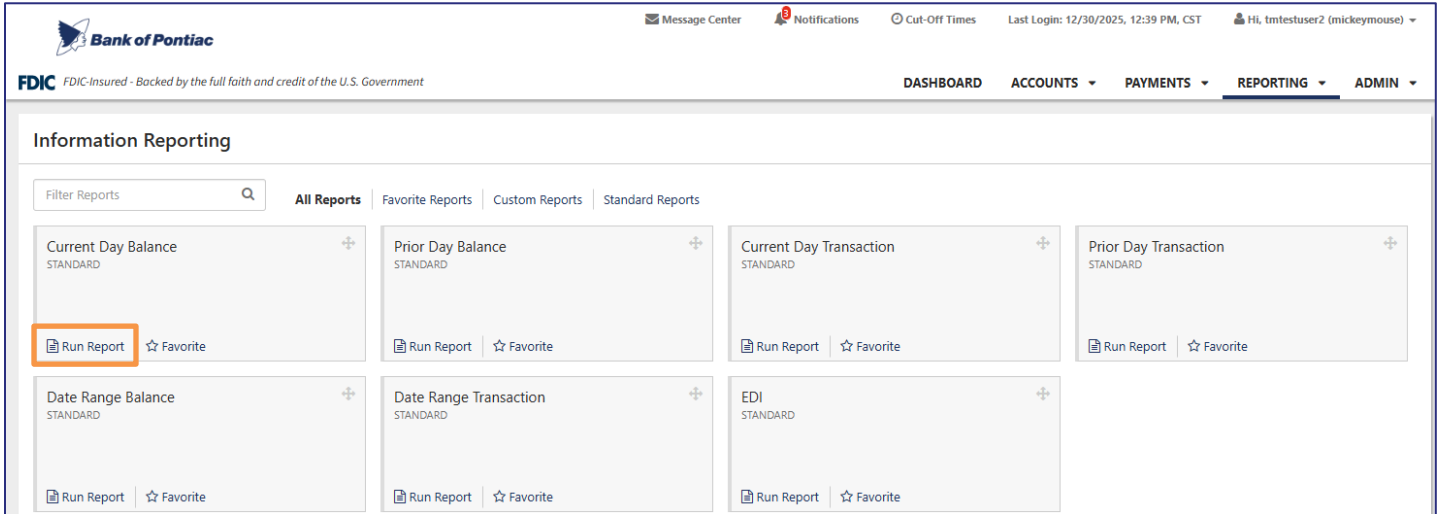 Message Center 3 Notifications Cut-Off Times Last Login: 12/30/2025, 12:39 PM, CST Hi, tmtestuser2 (mickeymouse)
Bank of Pontiac
FDIC FDIC-Insured - Backed by the full faith and credit of the U.S. Government
DASHBOARD ACCOUNTS PAYMENTS REPORTING ADMIN
Information Reporting
Filter Reports All Reports Favorite Reports Custom Reports Standard Reports
Current Day Balance
STANDARD
Run Report Favorite
Prior Day Balance
STANDARD
Run Report Favorite
Current Day Transaction
STANDARD
Run Report Favorite
Prior Day Transaction
STANDARD
Run Report Favorite
Date Range Balance
STANDARD
Run Report Favorite
Date Range Transaction
STANDARD
Run Report Favorite
EDI
STANDARD
Run Report Favorite